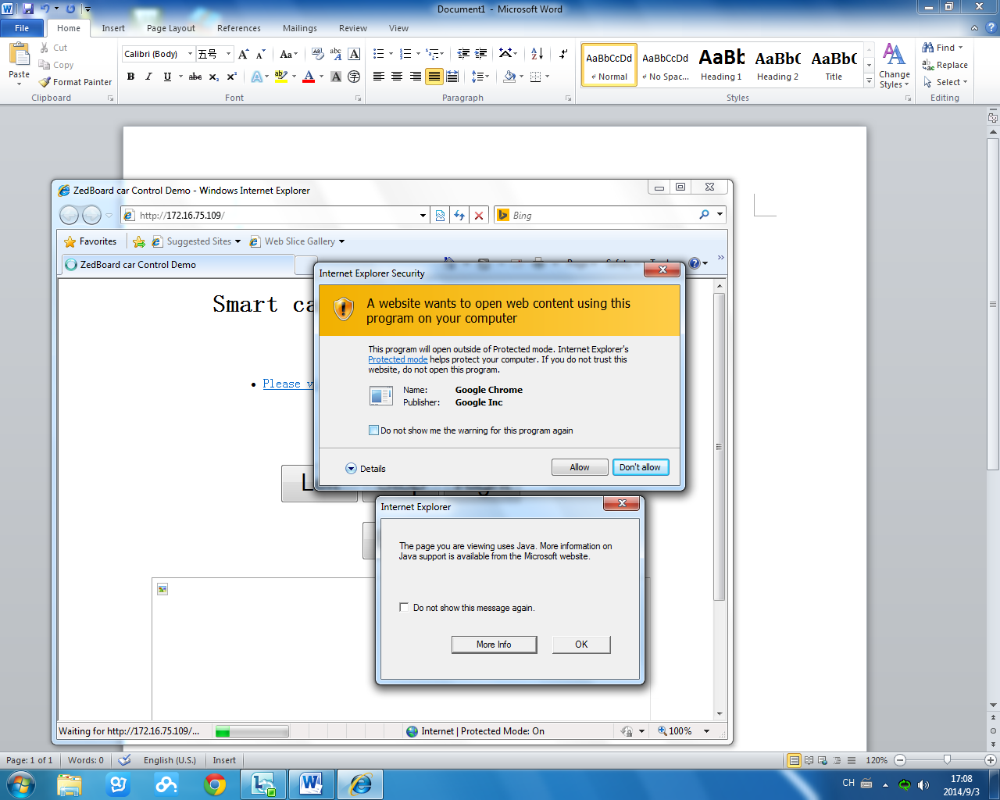 Document1 - Microsoft Word
File Home Insert Page Layout References Mailings Review View
Paste
Cut
Copy
Format Painter
Clipboard
Calibri (Body) 五号
Font
Paragraph
AaBbCcDd AaBbCcDd AaBb AaBbC AaBbC
Normal No Spac... Heading 1 Heading 2 Title
Change Styles
Styles
Find
Replace
Select
Editing
ZedBoard car Control Demo - Windows Internet Explorer
http://172.16.75.109/
Bing
Favorites Suggested Sites Web Slice Gallery
ZedBoard car Control Demo
Smart ca
Please v
Internet Explorer Security
A website wants to open web content using this
program on your computer
This program will open outside of Protected mode. Internet Explorer's
Protected mode helps protect your computer. If you do not trust this
website, do not open this program.
Name: Google Chrome
Publisher: Google Inc
Do not show me the warning for this program again
Details
Allow Don't allow
Internet Explorer
The page you are viewing uses Java. More information on
Java support is available from the Microsoft website.
Do not show this message again.
More Info OK
Waiting for http://172.16.75.109/...
Internet | Protected Mode: On
100%
Page: 1 of 1 Words: 0 English (U.S.) Insert 120%
CH 17:08
2014/9/3